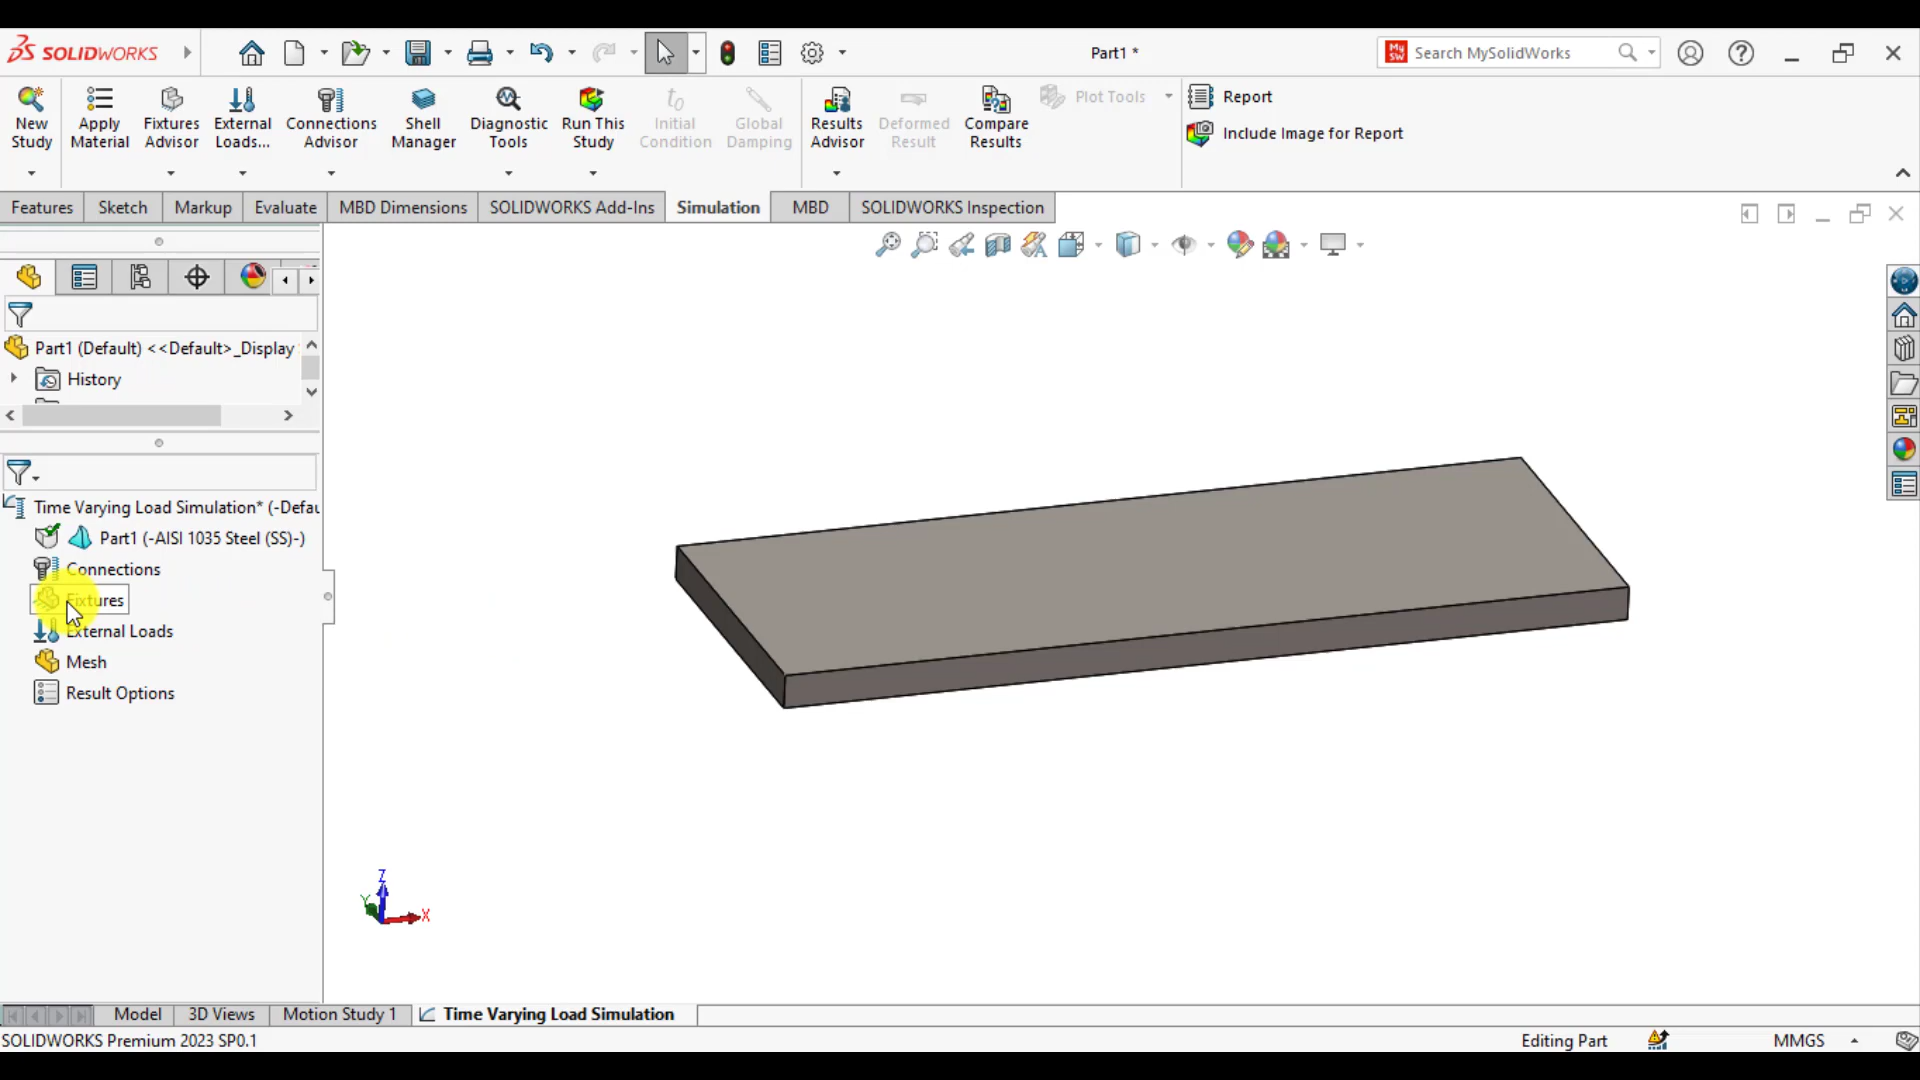 SOLIDWORKS
Part1 *
Search MySolidWorks
New Study
Apply Material
Fixtures Advisor
External Loads...
Connections Advisor
Shell Manager
Diagnostic Tools
Run This Study
Initial Condition
Global Damping
Results Advisor
Deformed Result
Compare Results
Plot Tools
Report
Include Image for Report
Features
Sketch
Markup
Evaluate
MBD Dimensions
SOLIDWORKS Add-Ins
Simulation
MBD
SOLIDWORKS Inspection
Part1 (Default) <<Default>_Display
History
Time Varying Load Simulation* (-Defau
Part1 (-AISI 1035 Steel (SS)-)
Connections
Fixtures
External Loads
Mesh
Result Options
Z
Y
X
Model
3D Views
Motion Study 1
Time Varying Load Simulation
SOLIDWORKS Premium 2023 SP0.1
Editing Part
MMGS